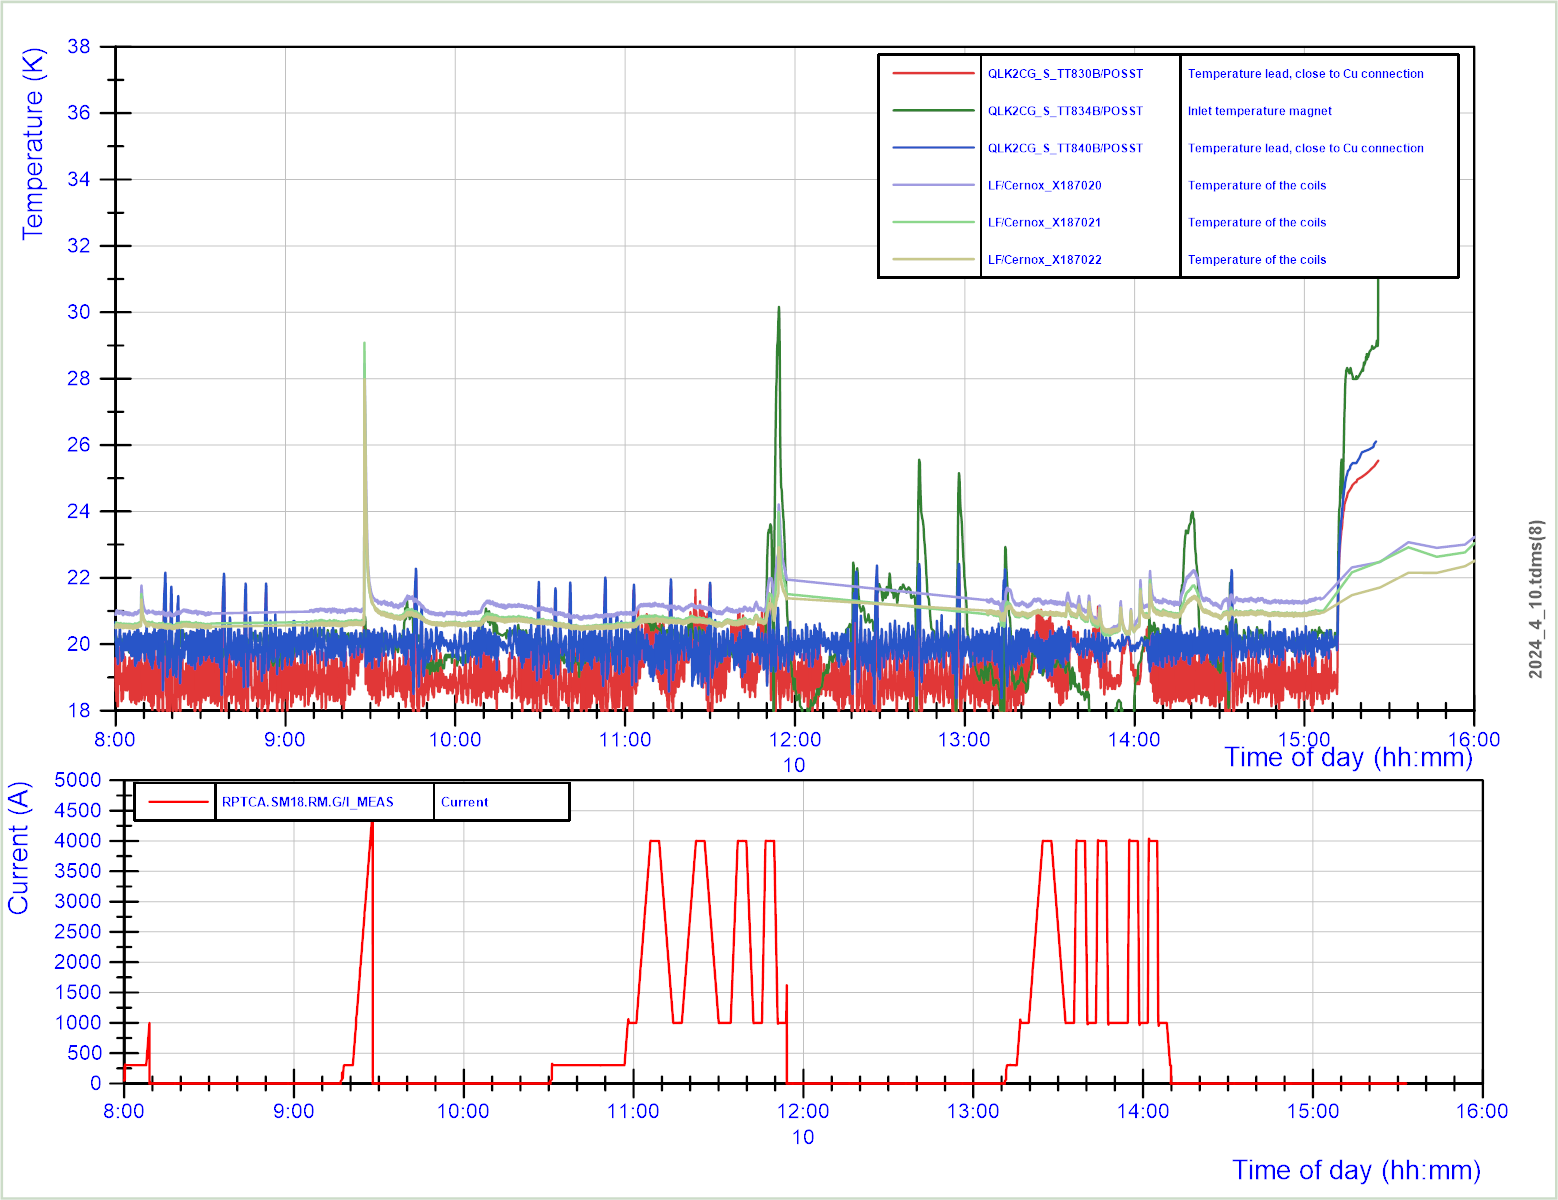 38
36
34
32
30
28
26
24
22
20
18
Temperature (K)
QLK2CG_S_TT830B/POSST Temperature lead, close to Cu connection
QLK2CG_S_TT834B/POSST Inlet temperature magnet
QLK2CG_S_TT840B/POSST Temperature lead, close to Cu connection
LF/Cernox_X187020 Temperature of the coils
LF/Cernox_X187021 Temperature of the coils
LF/Cernox_X187022 Temperature of the coils
8:00 9:00 10:00 11:00 12:00 13:00 14:00 15:00 16:00
10
Time of day (hh:mm)
2024_4_10.tdms(8)
5000
4500
4000
3500
3000
2500
2000
1500
1000
500
0
Current (A)
RPTCA.SM18.RM.G/I_MEAS Current
8:00 9:00 10:00 11:00 12:00 13:00 14:00 15:00 16:00
10
Time of day (hh:mm)